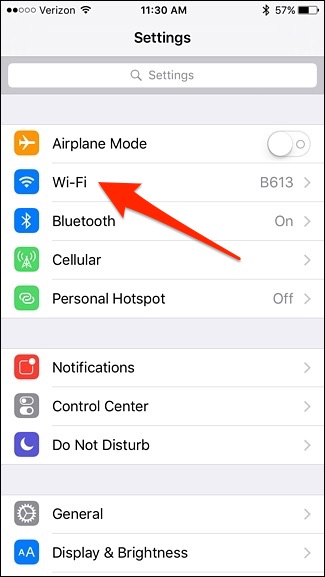 Verizon 11:30 AM 57%
Settings
Settings
Airplane Mode
Wi-Fi B613
Bluetooth On
Cellular
Personal Hotspot Off
Notifications
Control Center
Do Not Disturb
General
AA Display & Brightness